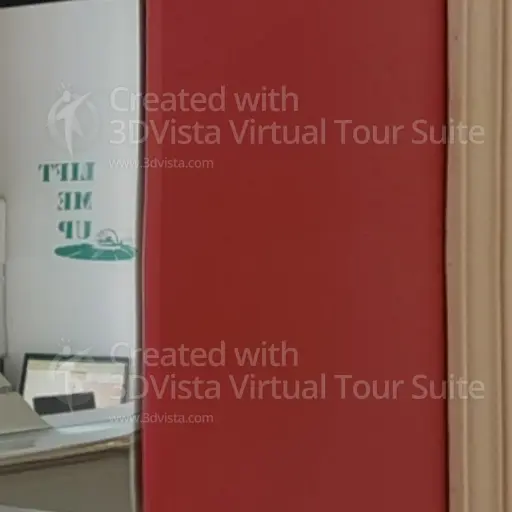 Created with
3DVista Virtual Tour Suite
www.3dvista.com
LIFT
ME
UP
Created with
3DVista Virtual Tour Suite
www.3dvista.com